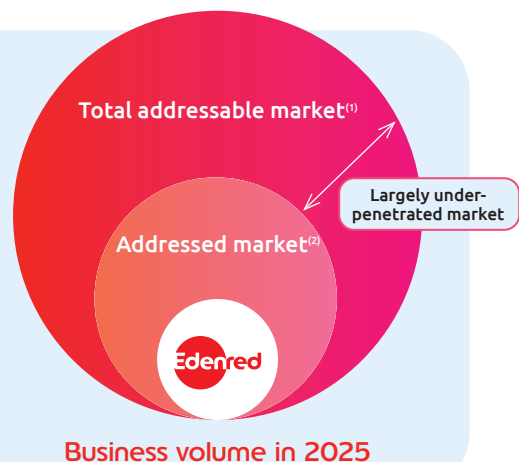 Total addressable market(1)
Largely under-
penetrated market
Addressed market(2)
Edenred
Business volume in 2025